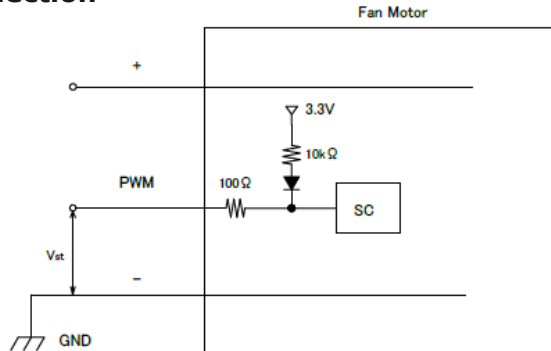 Fan Motor
+
3.3V
10kΩ
PWM
100Ω
SC
Vst
−
GND